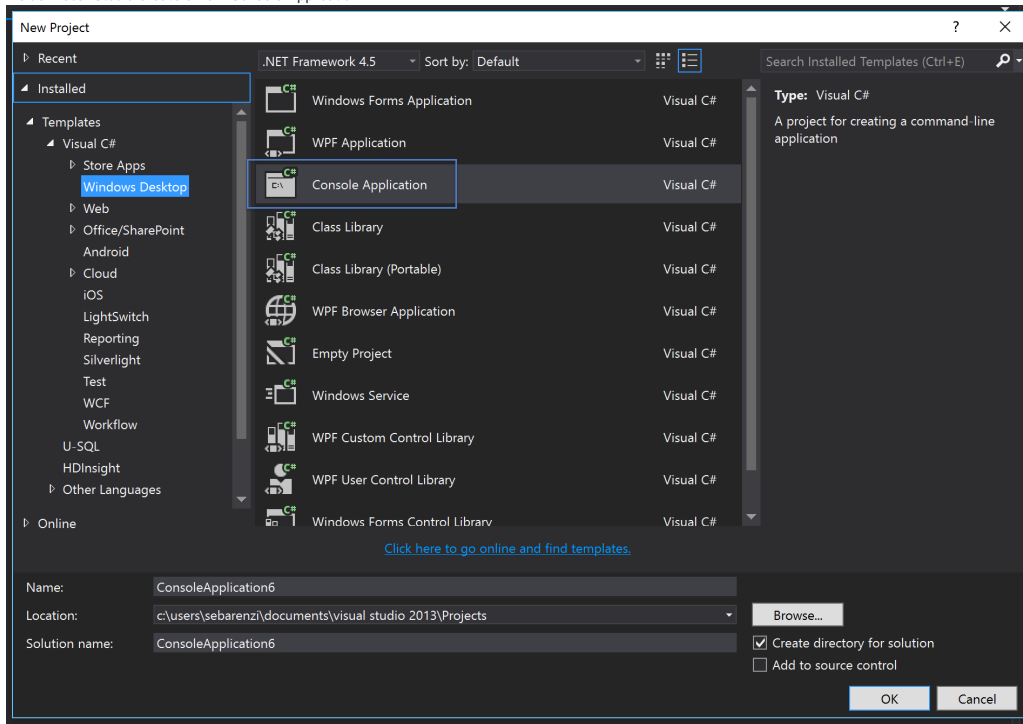 New Project
?
Recent
.NET Framework 4.5
Sort by:
Default
Search Installed Templates (Ctrl+E)
Installed
Templates
Visual C#
Store Apps
Windows Desktop
Web
Office/SharePoint
Android
Cloud
iOS
LightSwitch
Reporting
Silverlight
Test
WCF
Workflow
U-SQL
HDInsight
Other Languages
Online
Windows Forms Application Visual C#
WPF Application Visual C#
Console Application Visual C#
Class Library Visual C#
Class Library (Portable) Visual C#
WPF Browser Application Visual C#
Empty Project Visual C#
Windows Service Visual C#
WPF Custom Control Library Visual C#
WPF User Control Library Visual C#
Windows Forms Control Library Visual C#
Type: Visual C#
A project for creating a command-line
application
Click here to go online and find templates.
Name: ConsoleApplication6
Location: c:\users\sebarenzi\documents\visual studio 2013\Projects
Browse...
Solution name: ConsoleApplication6
Create directory for solution
Add to source control
OK
Cancel